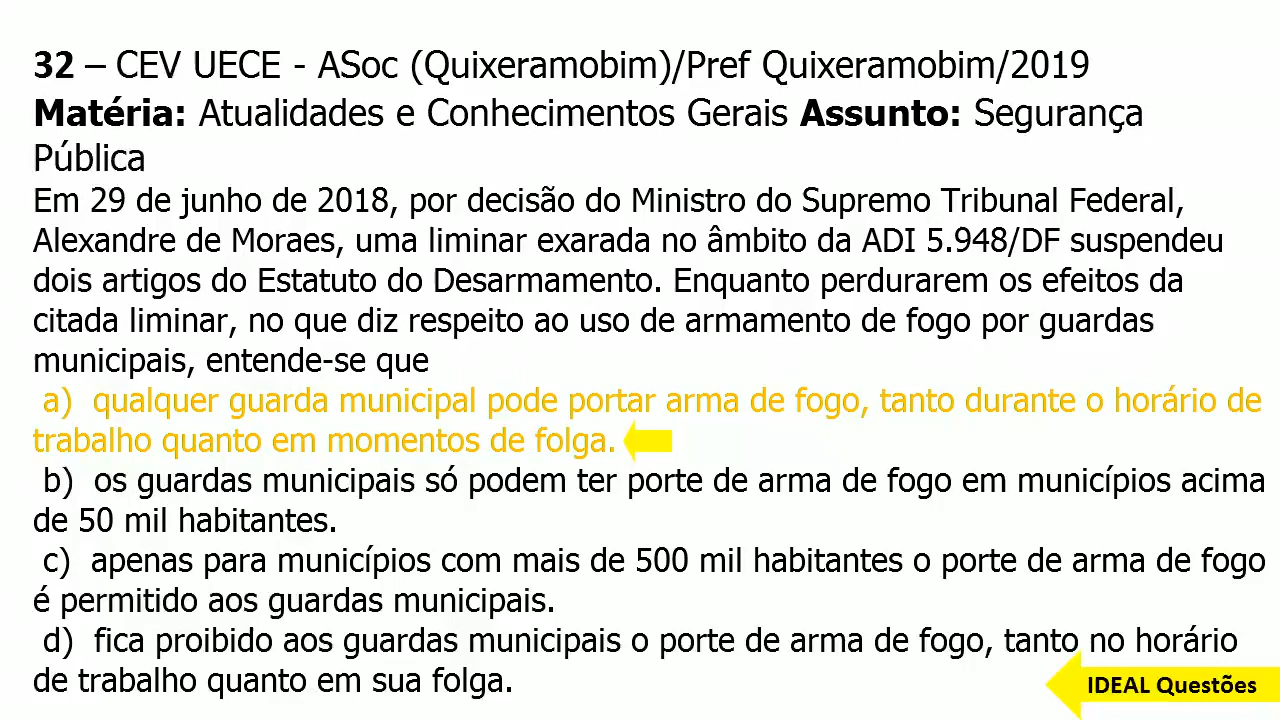 32 – CEV UECE - ASoc (Quixeramobim)/Pref Quixeramobim/2019
Matéria: Atualidades e Conhecimentos Gerais Assunto: Segurança
Pública
Em 29 de junho de 2018, por decisão do Ministro do Supremo Tribunal Federal,
Alexandre de Moraes, uma liminar exarada no âmbito da ADI 5.948/DF suspendeu
dois artigos do Estatuto do Desarmamento. Enquanto perdurarem os efeitos da
citada liminar, no que diz respeito ao uso de armamento de fogo por guardas
municipais, entende-se que
a) qualquer guarda municipal pode portar arma de fogo, tanto durante o horário de
trabalho quanto em momentos de folga.
b) os guardas municipais só podem ter porte de arma de fogo em municípios acima
de 50 mil habitantes.
c) apenas para municípios com mais de 500 mil habitantes o porte de arma de fogo
é permitido aos guardas municipais.
d) fica proibido aos guardas municipais o porte de arma de fogo, tanto no horário
de trabalho quanto em sua folga.
IDEAL Questões